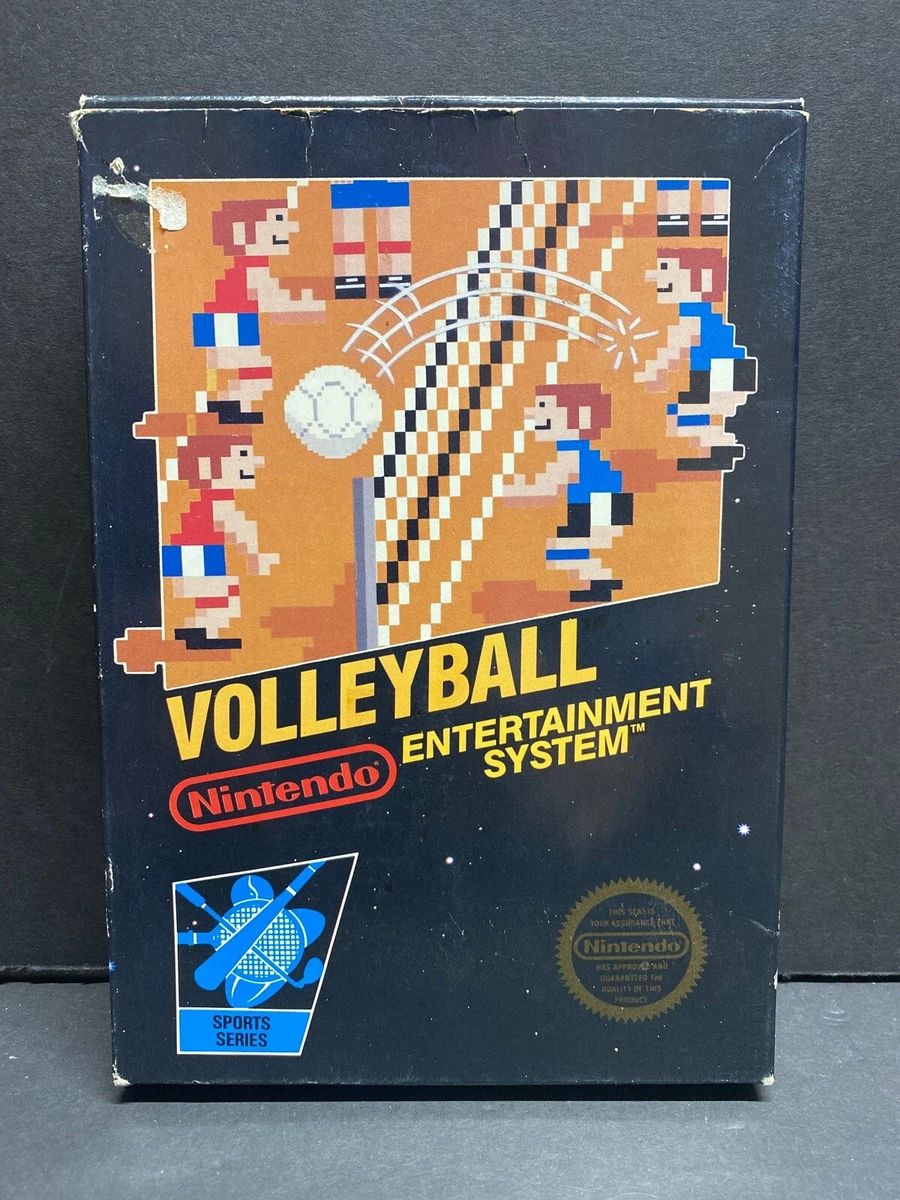 VOLLEYBALL
Nintendo®
ENTERTAINMENT
SYSTEM™
SPORTS
SERIES
THIS SEAL IS
YOUR ASSURANCE THAT
Nintendo
HAS APPROVED AND
GUARANTEED THE
QUALITY OF THIS
PRODUCT